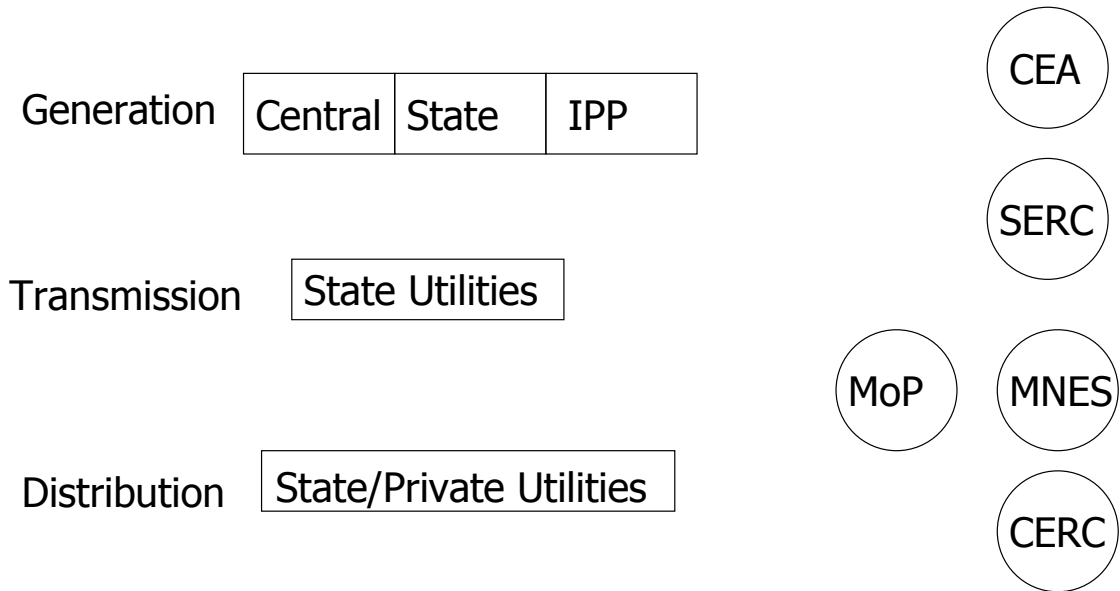 Generation
Central State IPP
Transmission
State Utilities
Distribution
State/Private Utilities
CEA
SERC
MoP
MNES
CERC